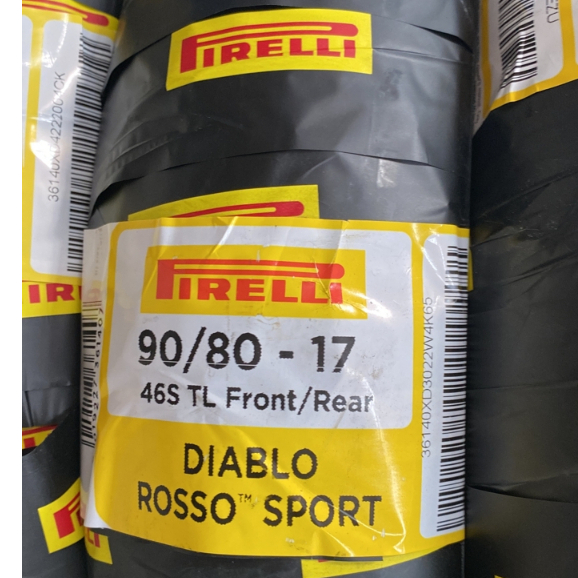 PIRELLI
PIRELLI
90/80 - 17
46S TL Front/Rear
DIABLO
ROSSO™ SPORT
36140XD3022W4K65